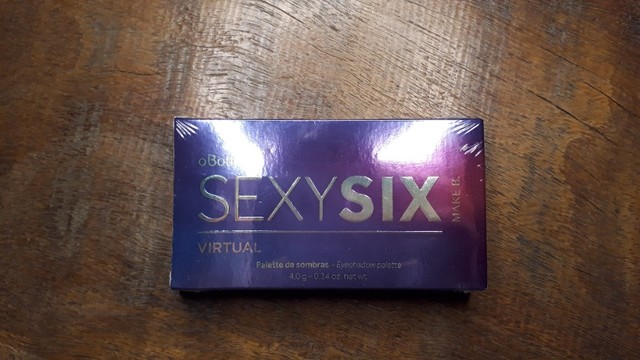 SEXYSIX
MAKE B.
VIRTUAL
Palette de sombras - Eyeshadow palette
4.0 g - 0.14 oz. net wt.